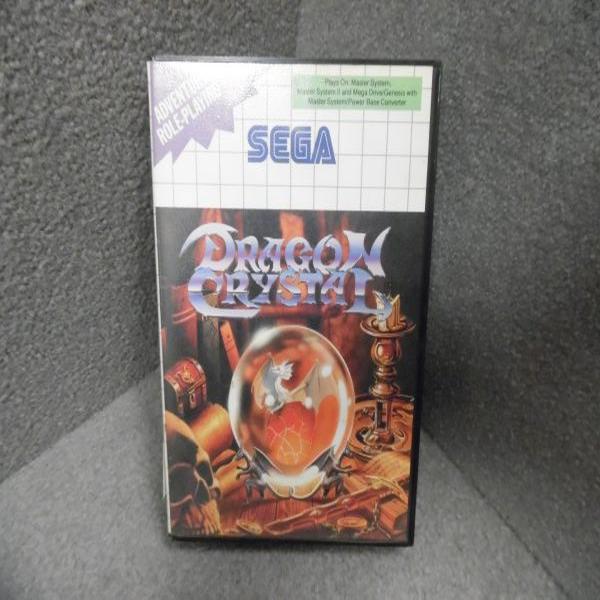 ADVENTURE
ROLE-PLAYING
Plays On: Master System,
Master System II and Mega Drive/Genesis with
Master System/Power Base Converter
SEGA
DRAGON
CRYSTAL